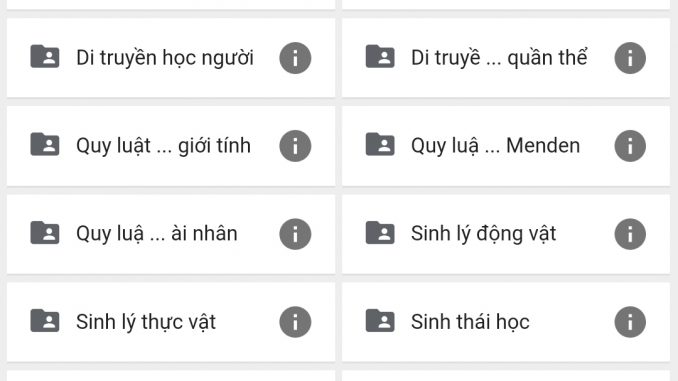 Di truyền học người
Di truyề ... quần thể
Quy luật ... giới tính
Quy luậ ... Menden
Quy luậ ... ài nhân
Sinh lý động vật
Sinh lý thực vật
Sinh thái học